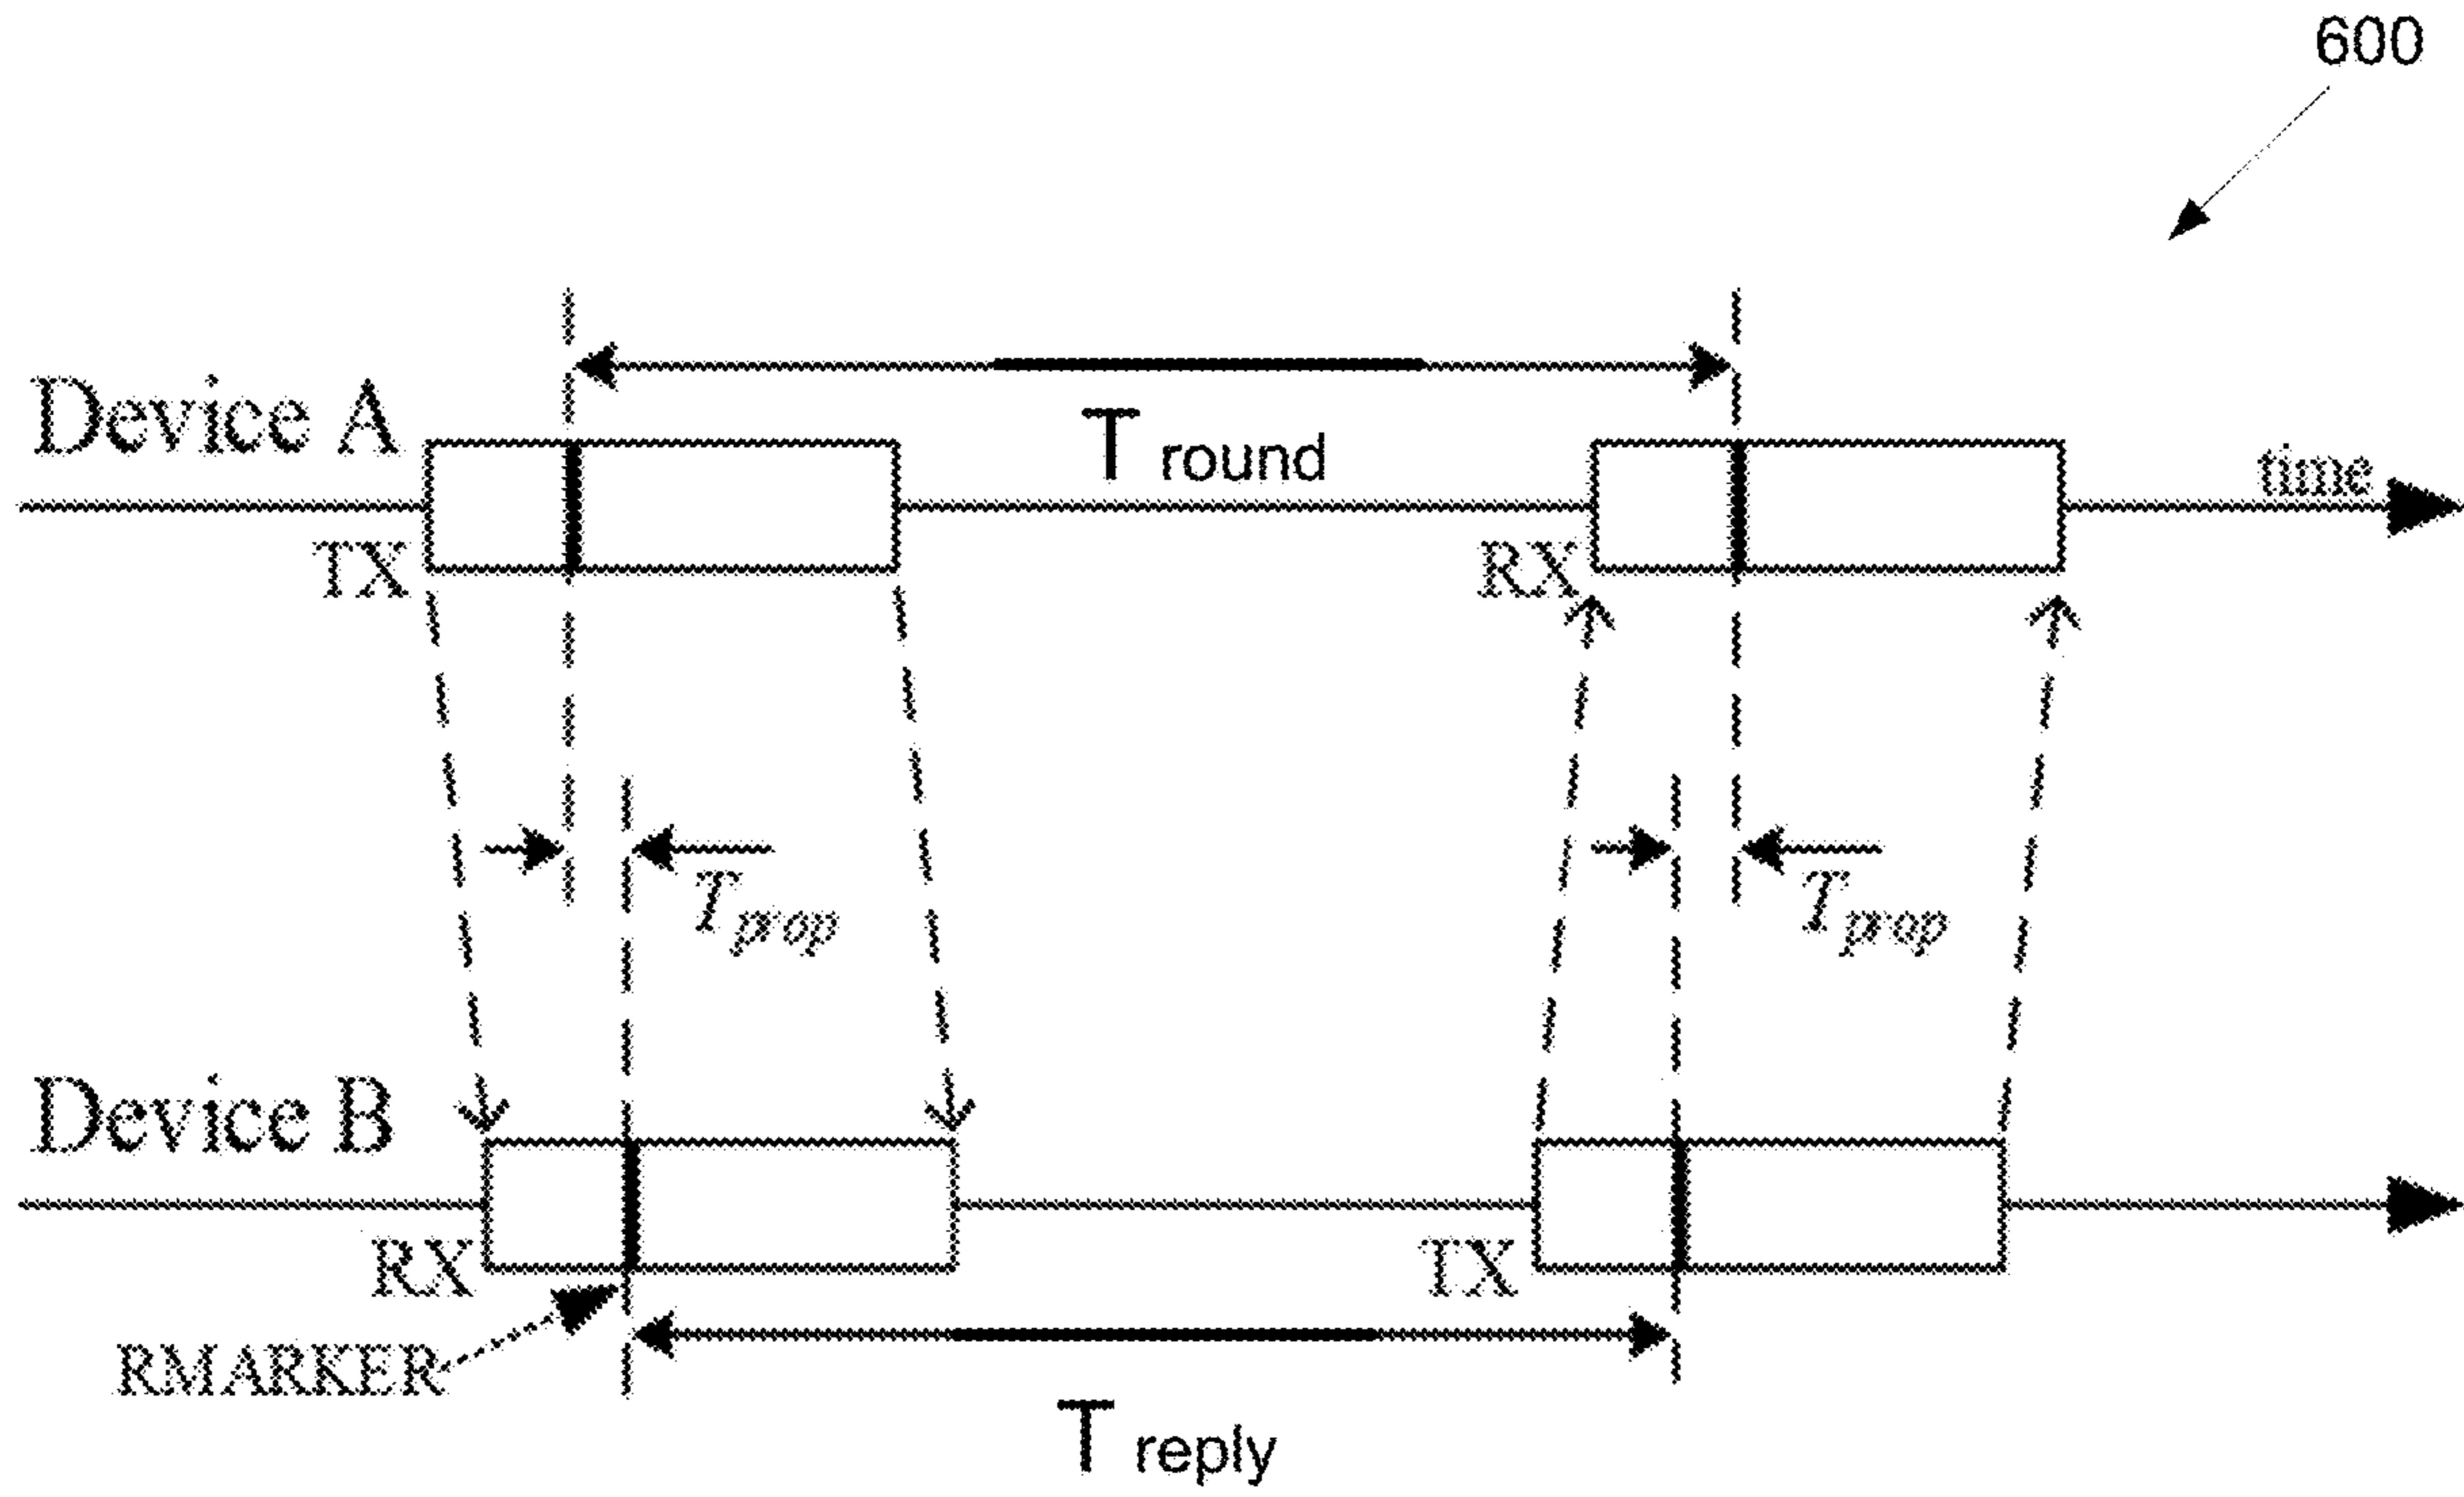 600
Device A
T round
time
TX
RX
T prop
T prop
Device B
RX
TX
RMARKER
T reply